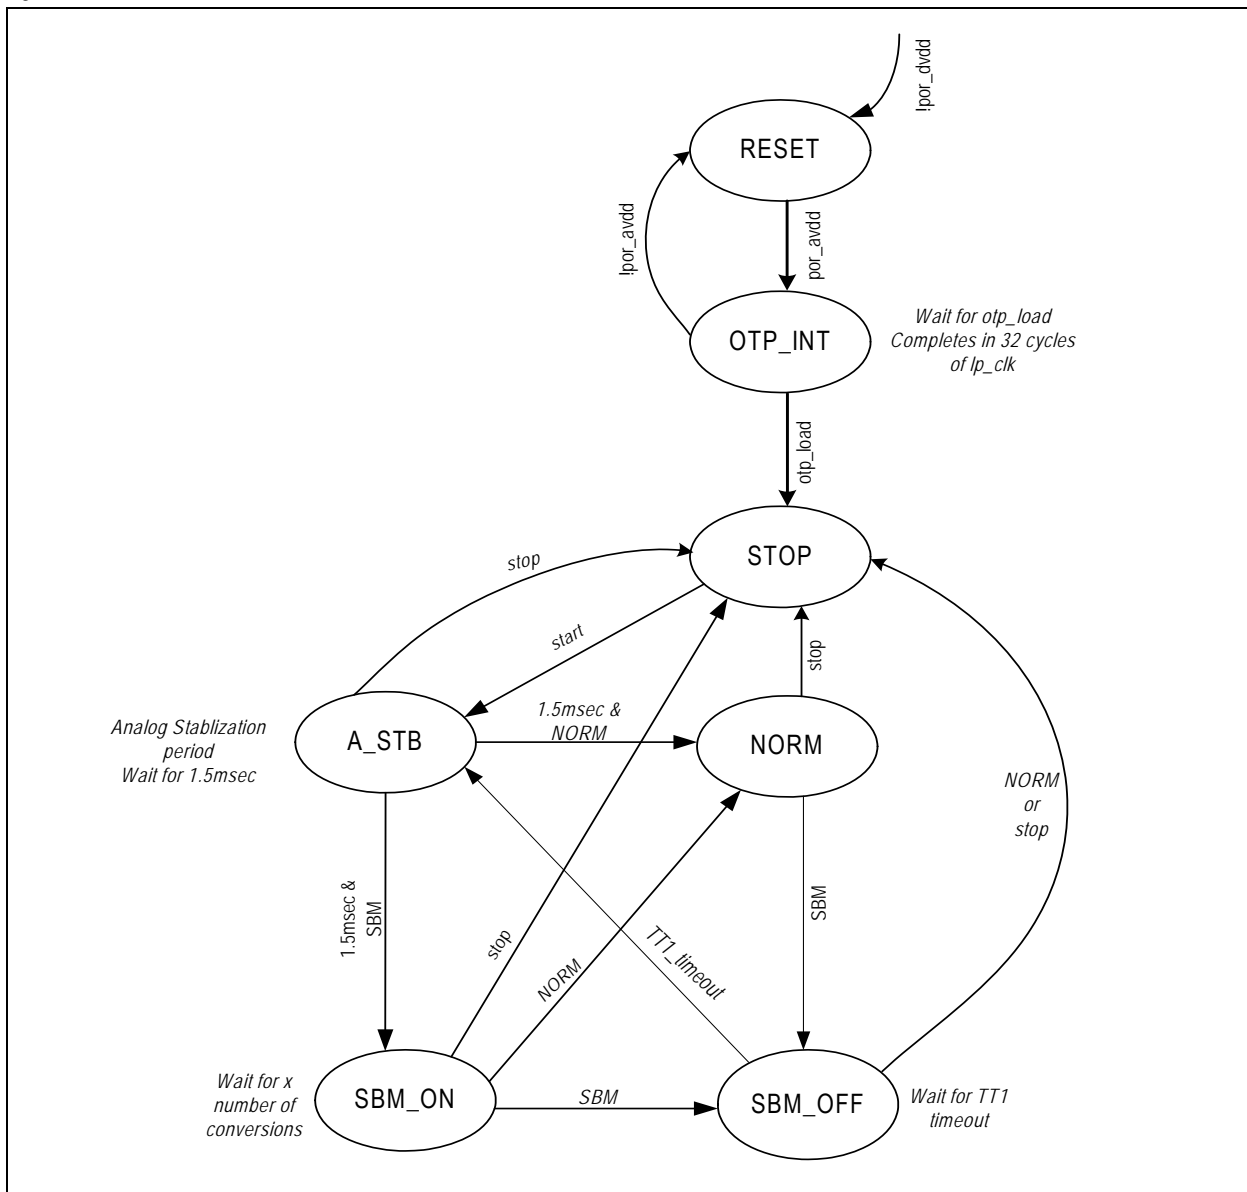 !por_dvdd
RESET
!por_avdd
por_avdd
OTP_INT
Wait for otp_load
Completes in 32 cycles
of lp_clk
otp_load
STOP
stop
start
stop
Analog Stablization
period
Wait for 1.5msec
A_STB
1.5msec &
NORM
NORM
NORM
or
stop
1.5msec &
SBM
stop
NORM
TT1_timeout
SBM
Wait for x
number of
conversions
SBM_ON
SBM
SBM_OFF
Wait for TT1
timeout